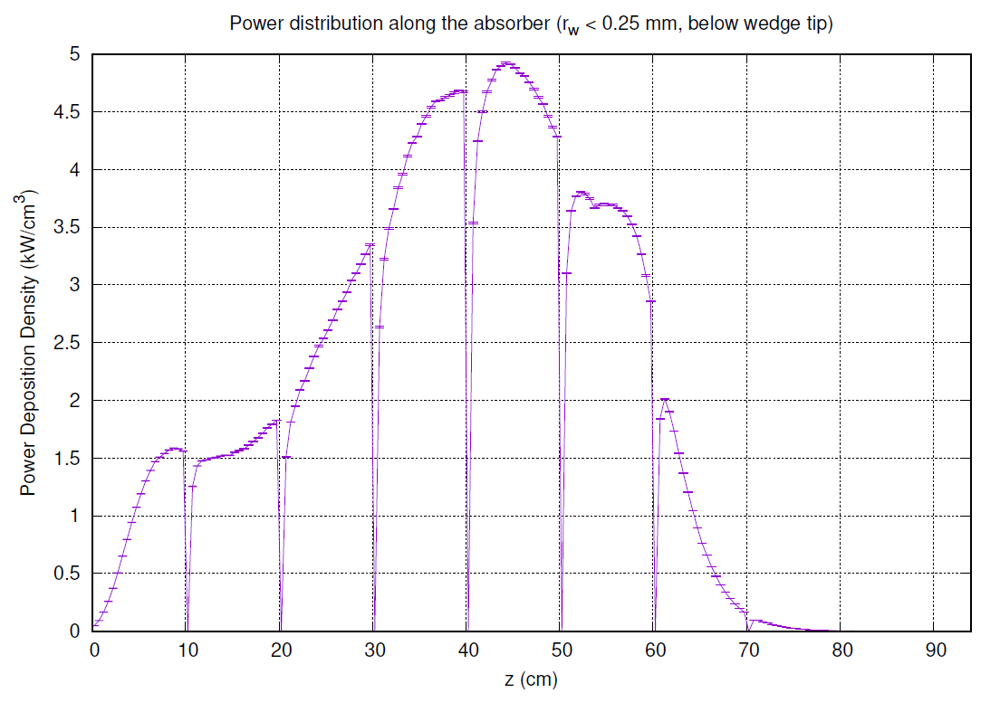 Power distribution along the absorber (r_w < 0.25 mm, below wedge tip)
Power Deposition Density (kW/cm^3)
5
4.5
4
3.5
3
2.5
2
1.5
1
0.5
0
0 10 20 30 40 50 60 70 80 90
z (cm)